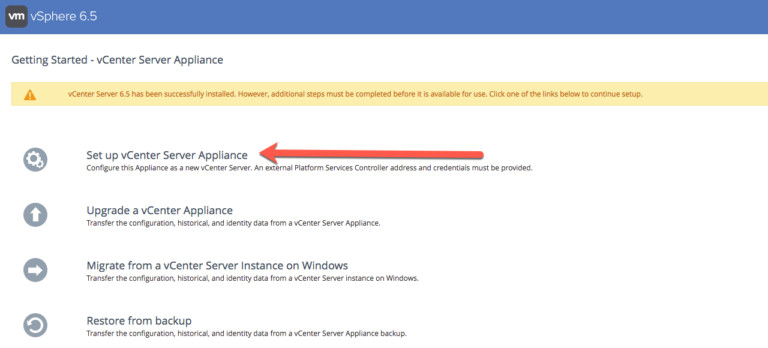 vm vSphere 6.5
Getting Started - vCenter Server Appliance
vCenter Server 6.5 has been successfully installed. However, additional steps must be completed before it is available for use. Click one of the links below to continue setup.
Set up vCenter Server Appliance
Configure this Appliance as a new vCenter Server. An external Platform Services Controller address and credentials must be provided.
Upgrade a vCenter Appliance
Transfer the configuration, historical, and identity data from a vCenter Server Appliance.
Migrate from a vCenter Server Instance on Windows
Transfer the configuration, historical, and identity data from a vCenter Server instance on Windows.
Restore from backup
Transfer the configuration, historical, and identity data from a vCenter Server Appliance backup.